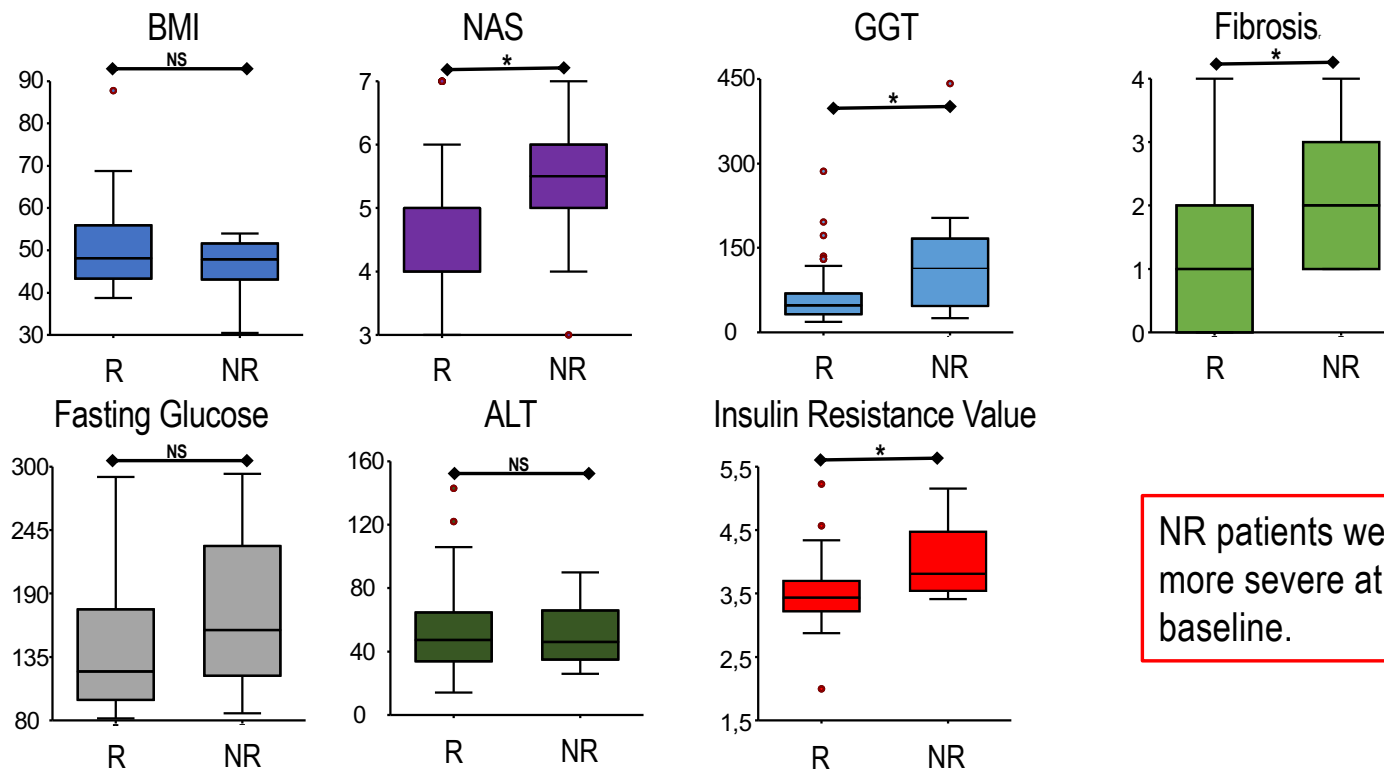 BMI
NS
90
80
70
60
50
40
30
R NR
NAS
*
7
6
5
4
3
R NR
GGT
*
450
300
150
0
R NR
Fibrosis
*
4
3
2
1
0
R NR
Fasting Glucose
NS
300
245
190
135
80
R NR
ALT
NS
160
120
80
40
0
R NR
Insulin Resistance Value
*
5,5
4,5
3,5
2,5
1,5
R NR
NR patients we
more severe at
baseline.